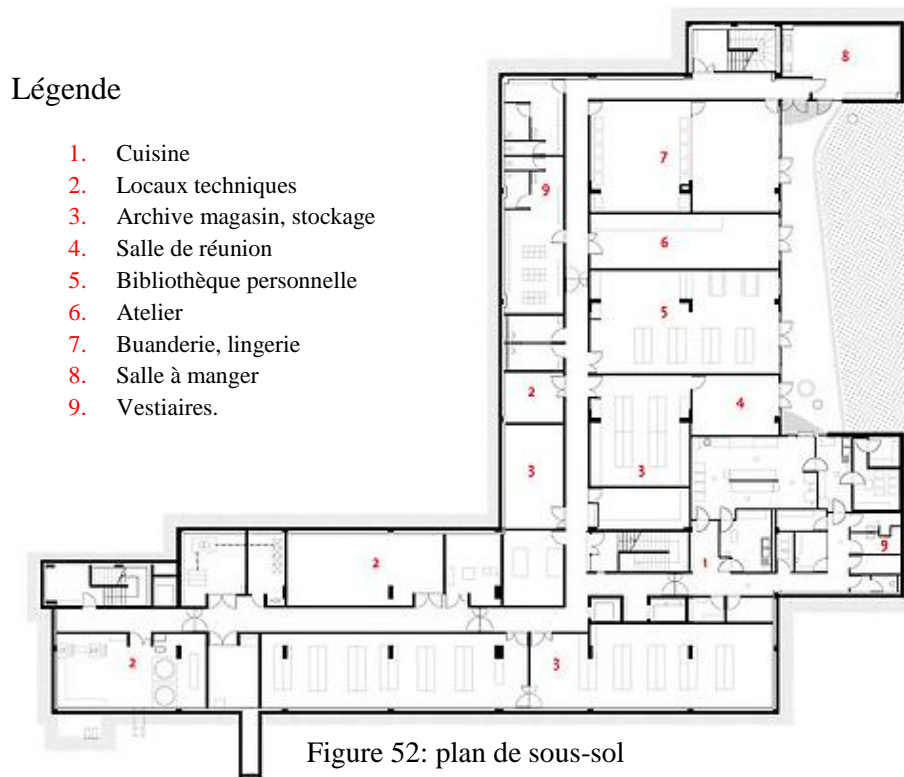 Légende
1. Cuisine
2. Locaux techniques
3. Archive magasin, stockage
4. Salle de réunion
5. Bibliothèque personnelle
6. Atelier
7. Buanderie, lingerie
8. Salle à manger
9. Vestiaires.
8
7
9
6
5
2
4
3
3
9
2
1
2
3
Figure 52: plan de sous-sol